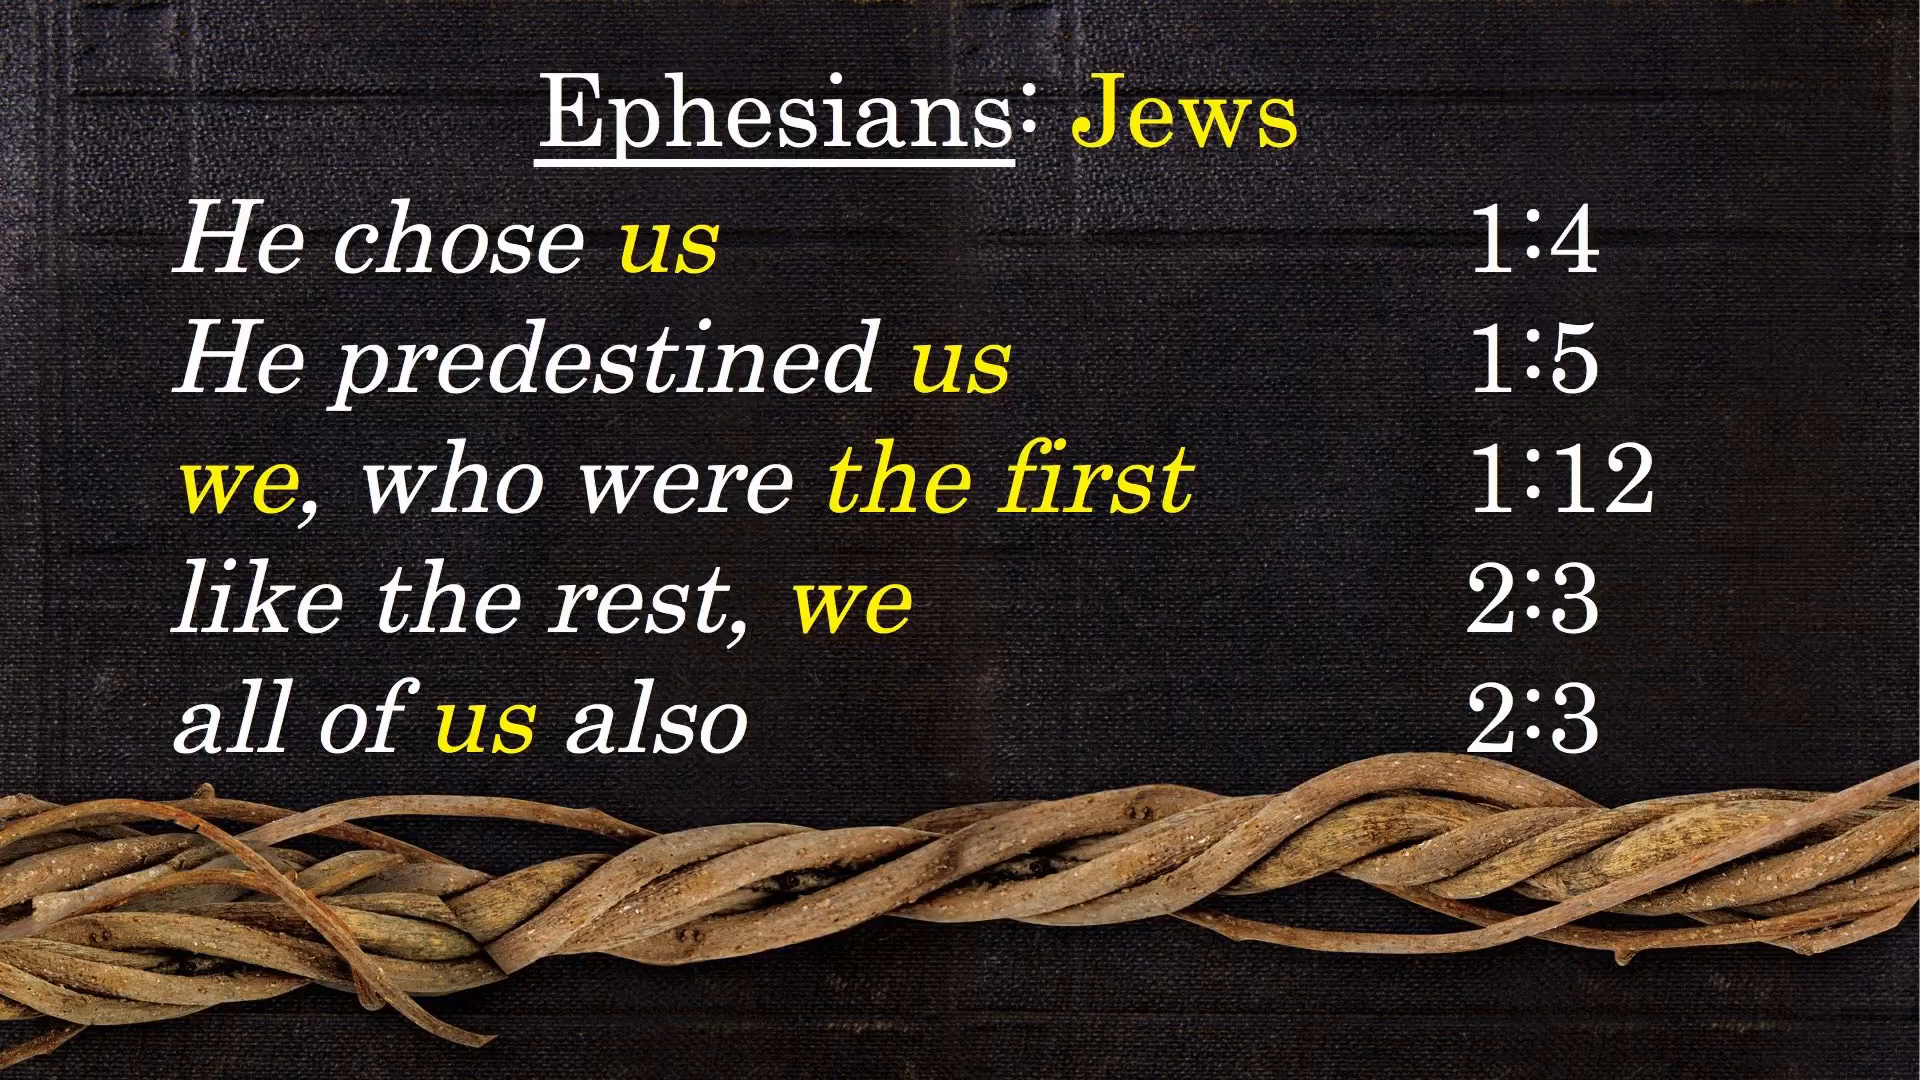 Ephesians: Jews
He chose us 1:4
He predestined us 1:5
we, who were the first 1:12
like the rest, we 2:3
all of us also 2:3